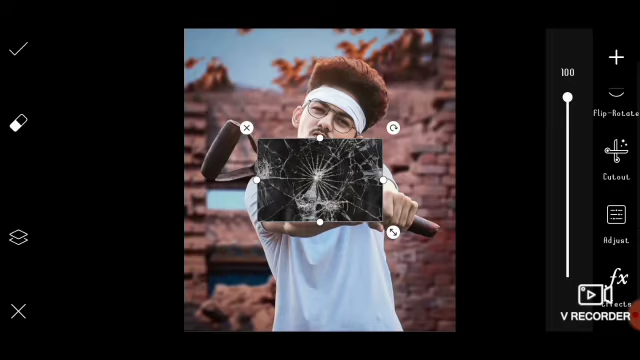 100
Flip-Rotate
Cutout
Adjust
fx
Effects
V RECORDER